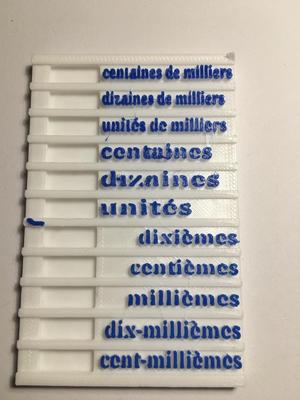 centaines de milliers
dizaines de milliers
unités de milliers
centaines
dizaines
unités
dixièmes
centièmes
millièmes
dix-millièmes
cent-millièmes